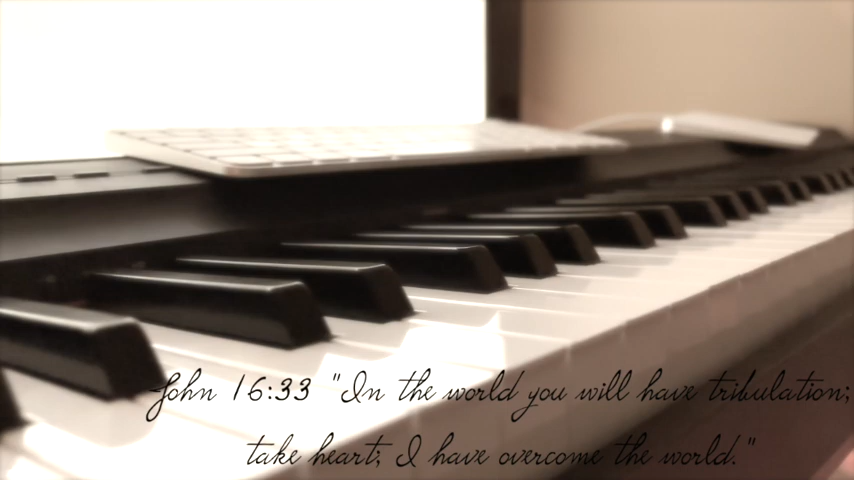 John 16:33 "In the world you will have tribulation;
take heart; I have overcome the world."